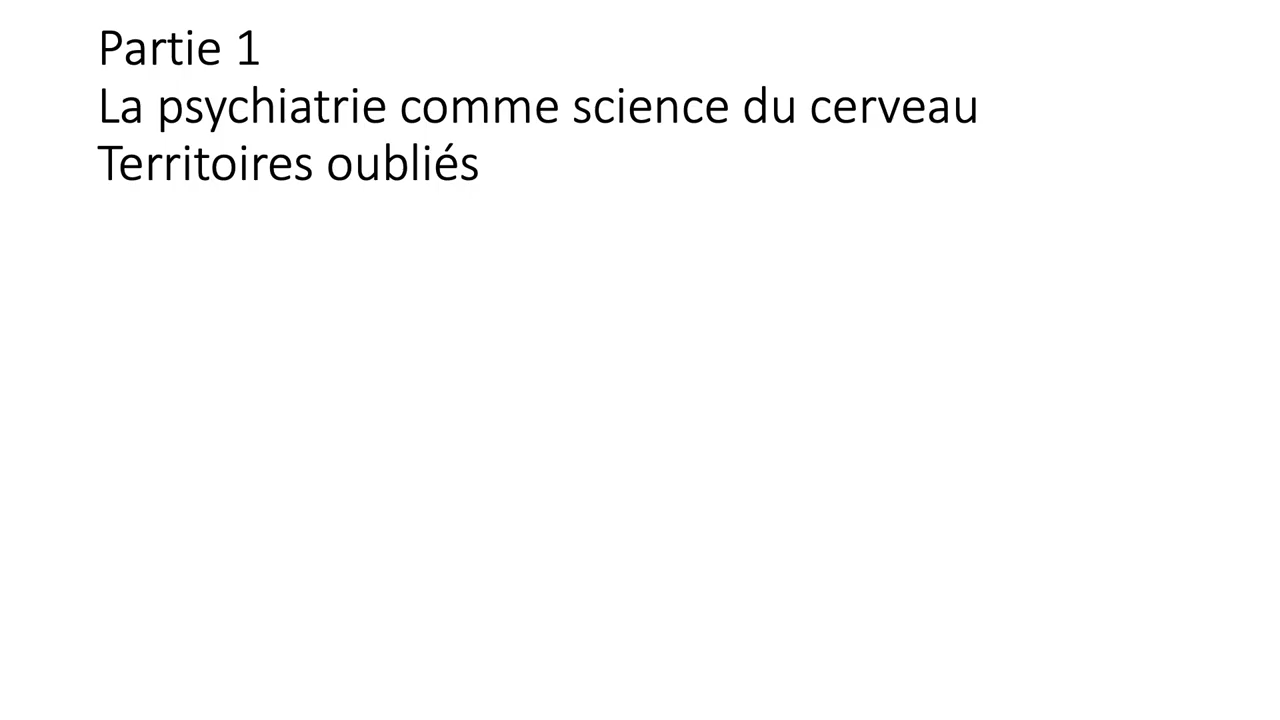 Partie 1
La psychiatrie comme science du cerveau
Territoires oubliés